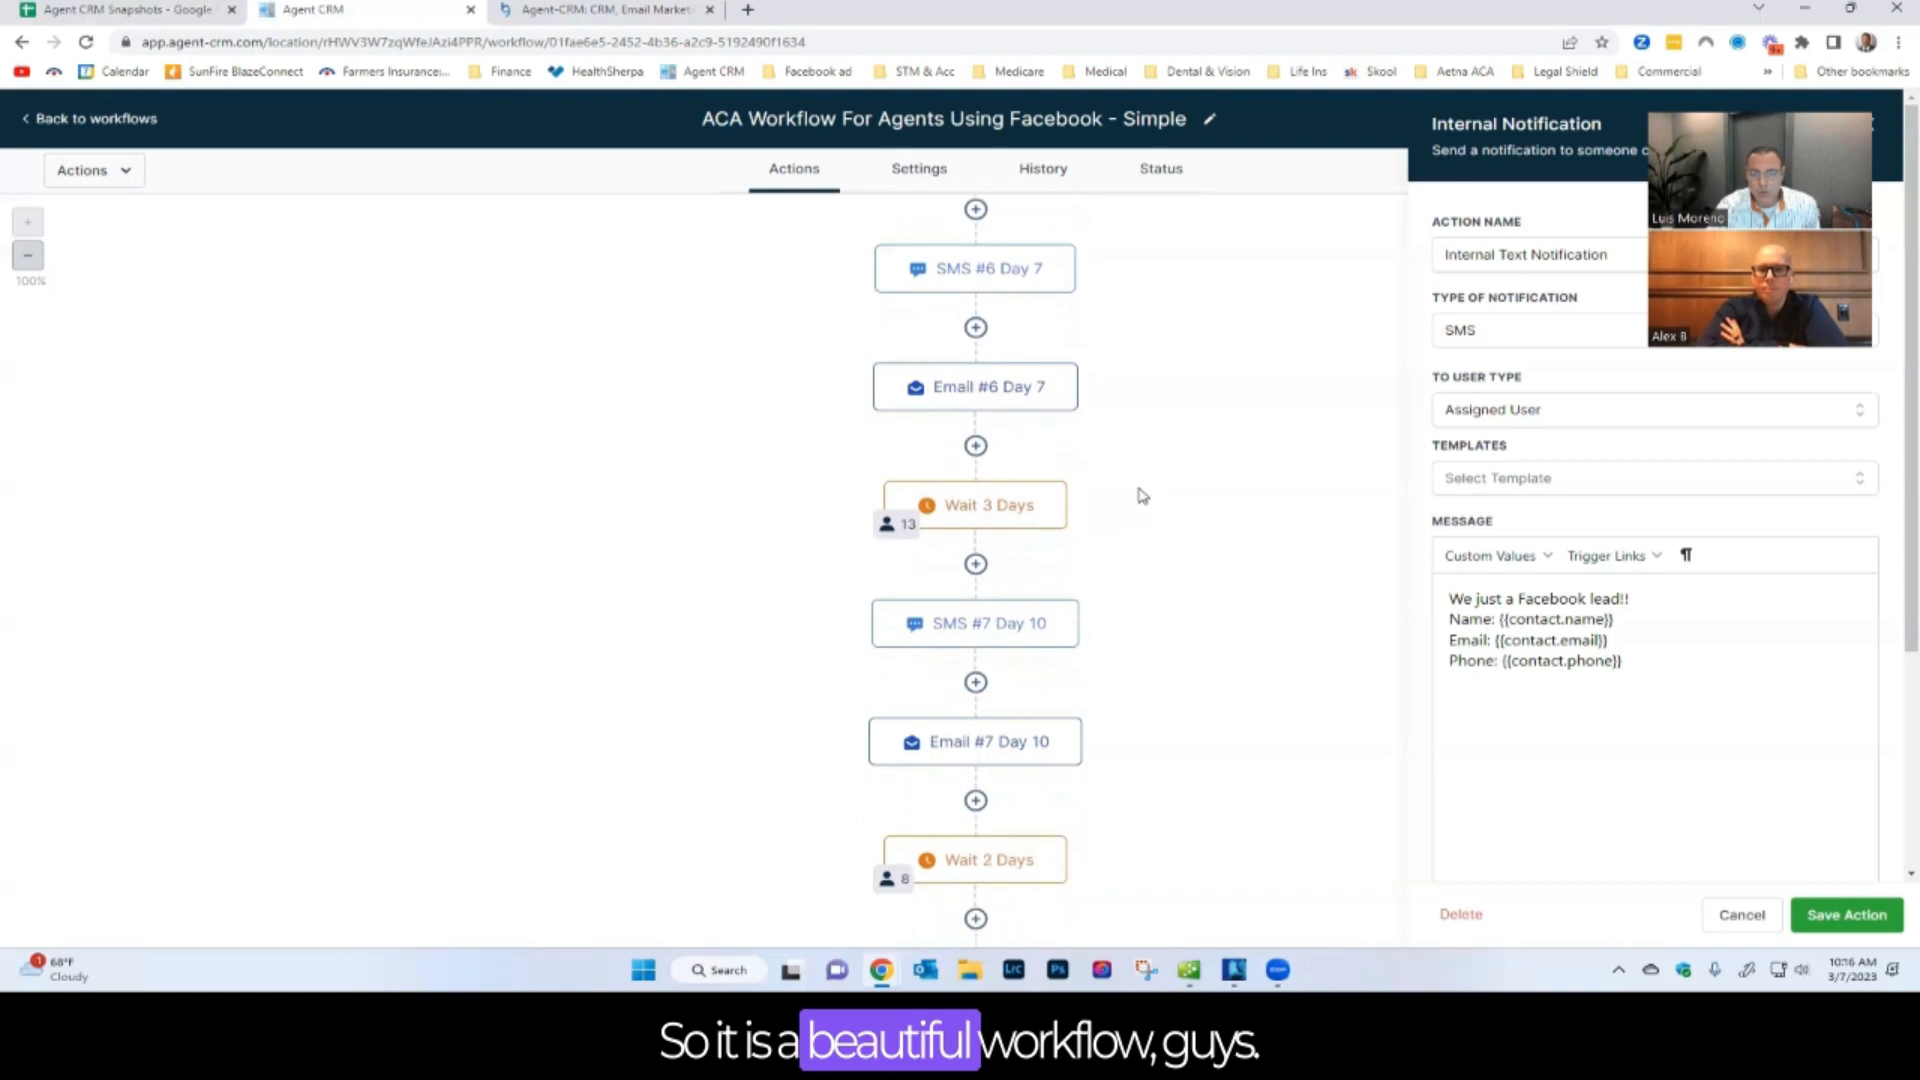 Agent CRM Snapshots - Google
Agent CRM
Agent-CRM: CRM, Email Market
app.agent-crm.com/location/rHWV3W7zqWfeJAzi4PPR/workflow/01fae6e5-2452-4b36-a2c9-5192490f1634
Calendar
SunFire BlazeConnect
Farmers Insurance:...
Finance
HealthSherpa
Agent CRM
Facebook ad
STM & Acc
Medicare
Medical
Dental & Vision
Life Ins
sk Skool
Aetna ACA
Legal Shield
Commercial
»
Other bookmarks
Back to workflows
ACA Workflow For Agents Using Facebook - Simple
Actions
Actions
Settings
History
Status
+
−
100%
SMS #6 Day 7
Email #6 Day 7
Wait 3 Days
13
SMS #7 Day 10
Email #7 Day 10
Wait 2 Days
8
Internal Notification
Send a notification to someone
Luis Moreno
Alex B
ACTION NAME
Internal Text Notification
TYPE OF NOTIFICATION
SMS
TO USER TYPE
Assigned User
TEMPLATES
Select Template
MESSAGE
Custom Values
Trigger Links
¶
We just a Facebook lead!!
Name: {{contact.name}}
Email: {{contact.email}}
Phone: {{contact.phone}}
Delete
Cancel
Save Action
1
68°F
Cloudy
Search
Lrc
Ps
zoom
10:16 AM
3/7/2023
So it is a beautiful workflow, guys.